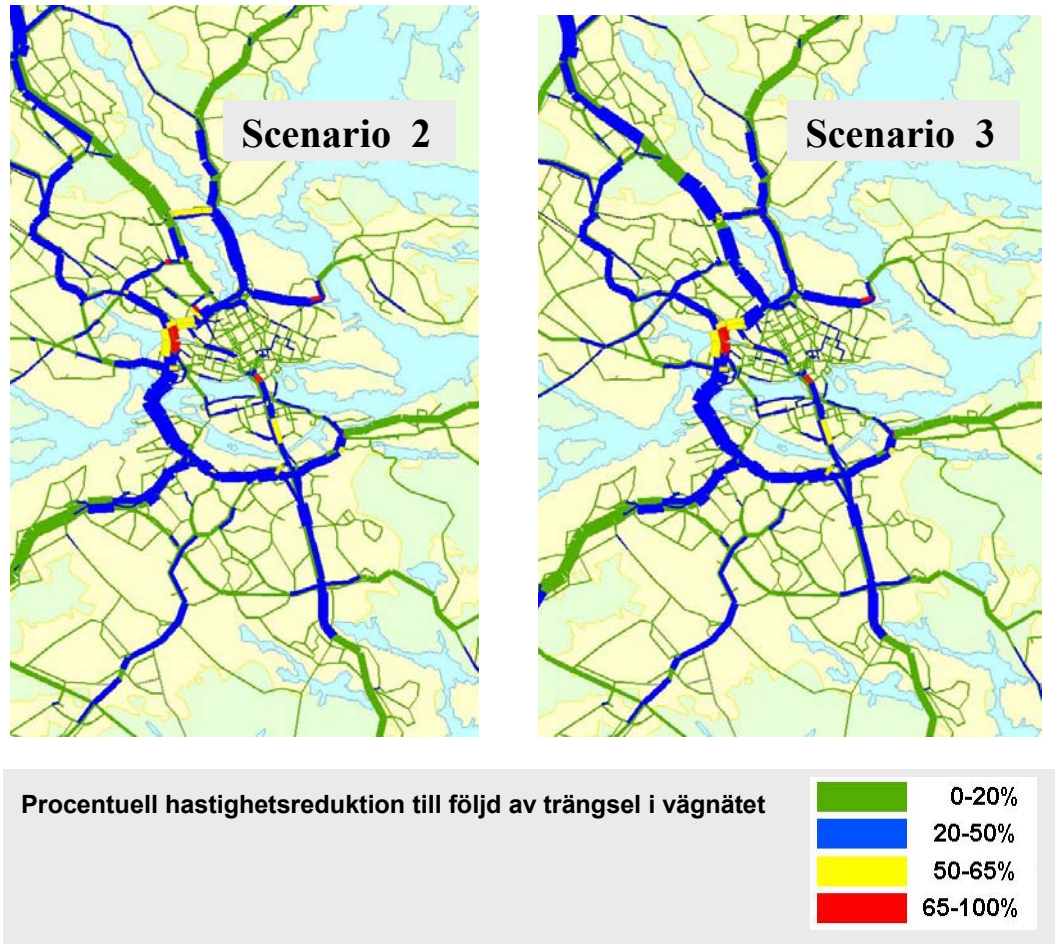 Scenario 2
Scenario 3
Procentuell hastighetsreduktion till följd av trängsel i vägnätet
0-20%
20-50%
50-65%
65-100%